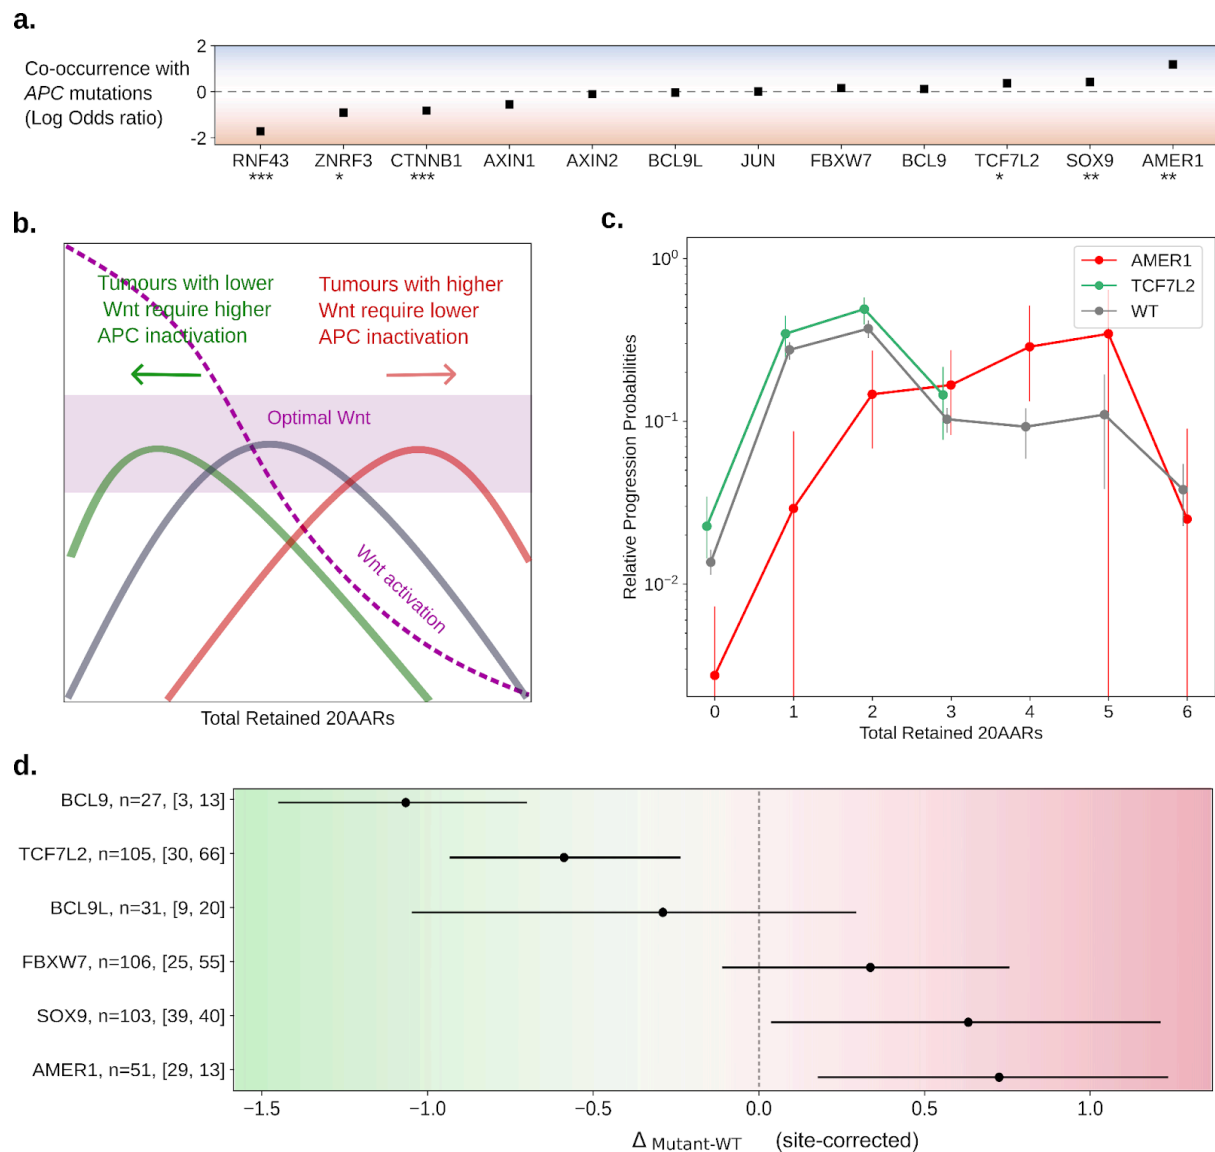 a.
Co-occurrence with
APC mutations
(Log Odds ratio)
2
0
-2
RNF43 ZNRF3 CTNNB1 AXIN1 AXIN2 BCL9L JUN FBXW7 BCL9 TCF7L2 SOX9 AMER1
*** * *** * ** **
b.
Tumours with lower
Wnt require higher
APC inactivation
Tumours with higher
Wnt require lower
APC inactivation
Optimal Wnt
Wnt activation
Total Retained 20AARs
c.
AMER1
TCF7L2
WT
10⁰
10⁻¹
10⁻²
Relative Progression Probabilities
0 1 2 3 4 5 6
Total Retained 20AARs
d.
BCL9, n=27, [3, 13]
TCF7L2, n=105, [30, 66]
BCL9L, n=31, [9, 20]
FBXW7, n=106, [25, 55]
SOX9, n=103, [39, 40]
AMER1, n=51, [29, 13]
−1.5 −1.0 −0.5 0.0 0.5 1.0
Δ Mutant-WT (site-corrected)